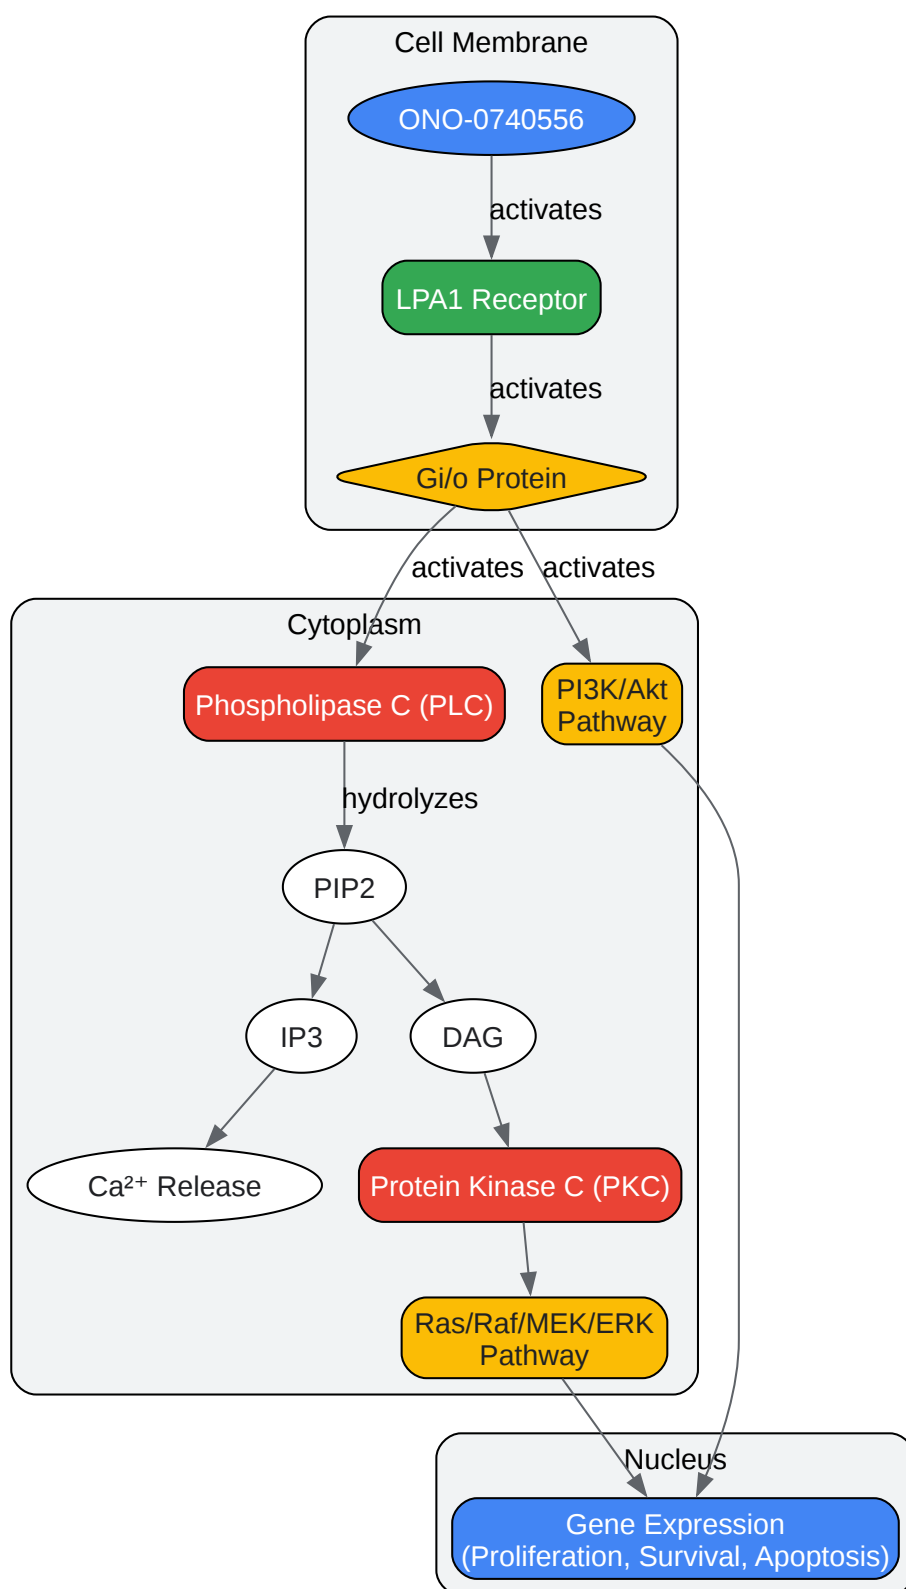 Cell Membrane
ONO-0740556
activates
LPA1 Receptor
activates
Gi/o Protein
activates
activates
Cytoplasm
Phospholipase C (PLC)
PI3K/Akt
Pathway
hydrolyzes
PIP2
IP3
DAG
Ca²⁺ Release
Protein Kinase C (PKC)
Ras/Raf/MEK/ERK
Pathway
Nucleus
Gene Expression
(Proliferation, Survival, Apoptosis)